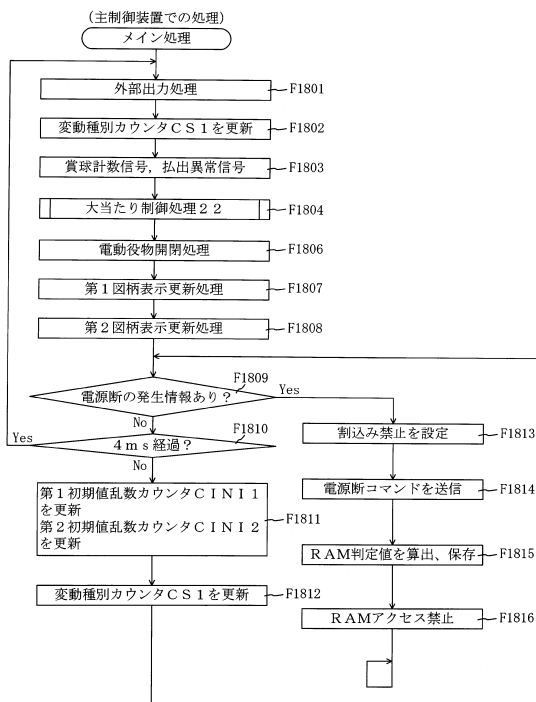 (主制御装置での処理)
メイン処理
外部出力処理 F1801
変動種別カウンタCS1を更新 F1802
賞球計数信号,払出異常信号 F1803
大当たり制御処理22 F1804
電動役物開閉処理 F1806
第1図柄表示更新処理 F1807
第2図柄表示更新処理 F1808
電源断の発生情報あり? F1809
Yes
No
4ms経過? F1810
Yes
No
第1初期値乱数カウンタCINI1
を更新
第2初期値乱数カウンタCINI2
を更新
F1811
変動種別カウンタCS1を更新 F1812
割込み禁止を設定 F1813
電源断コマンドを送信 F1814
RAM判定値を算出、保存 F1815
RAMアクセス禁止 F1816